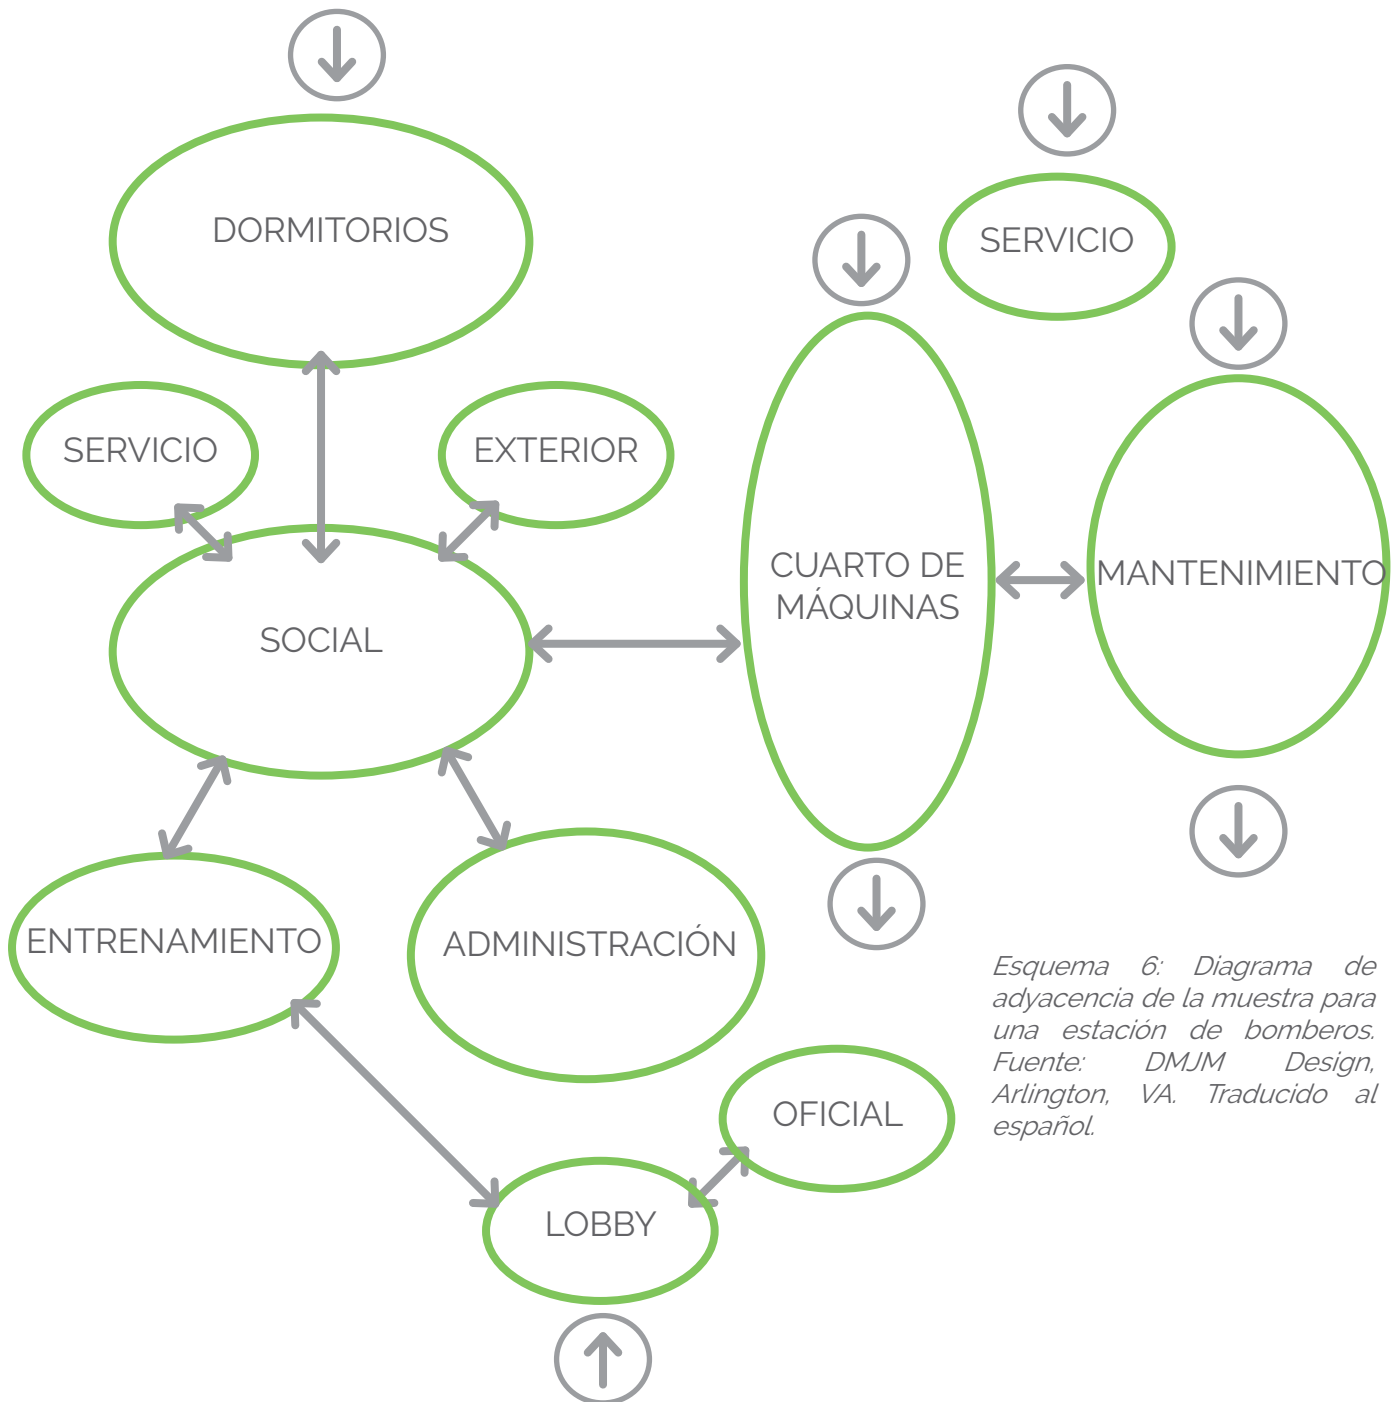 DORMITORIOS
SERVICIO
SERVICIO
EXTERIOR
CUARTO DE
MÁQUINAS
MANTENIMIENTO
SOCIAL
ENTRENAMIENTO
ADMINISTRACIÓN
Esquema 6: Diagrama de
adyacencia de la muestra para
una estación de bomberos.
Fuente: DMJM Design,
Arlington, VA. Traducido al
español.
OFICIAL
LOBBY